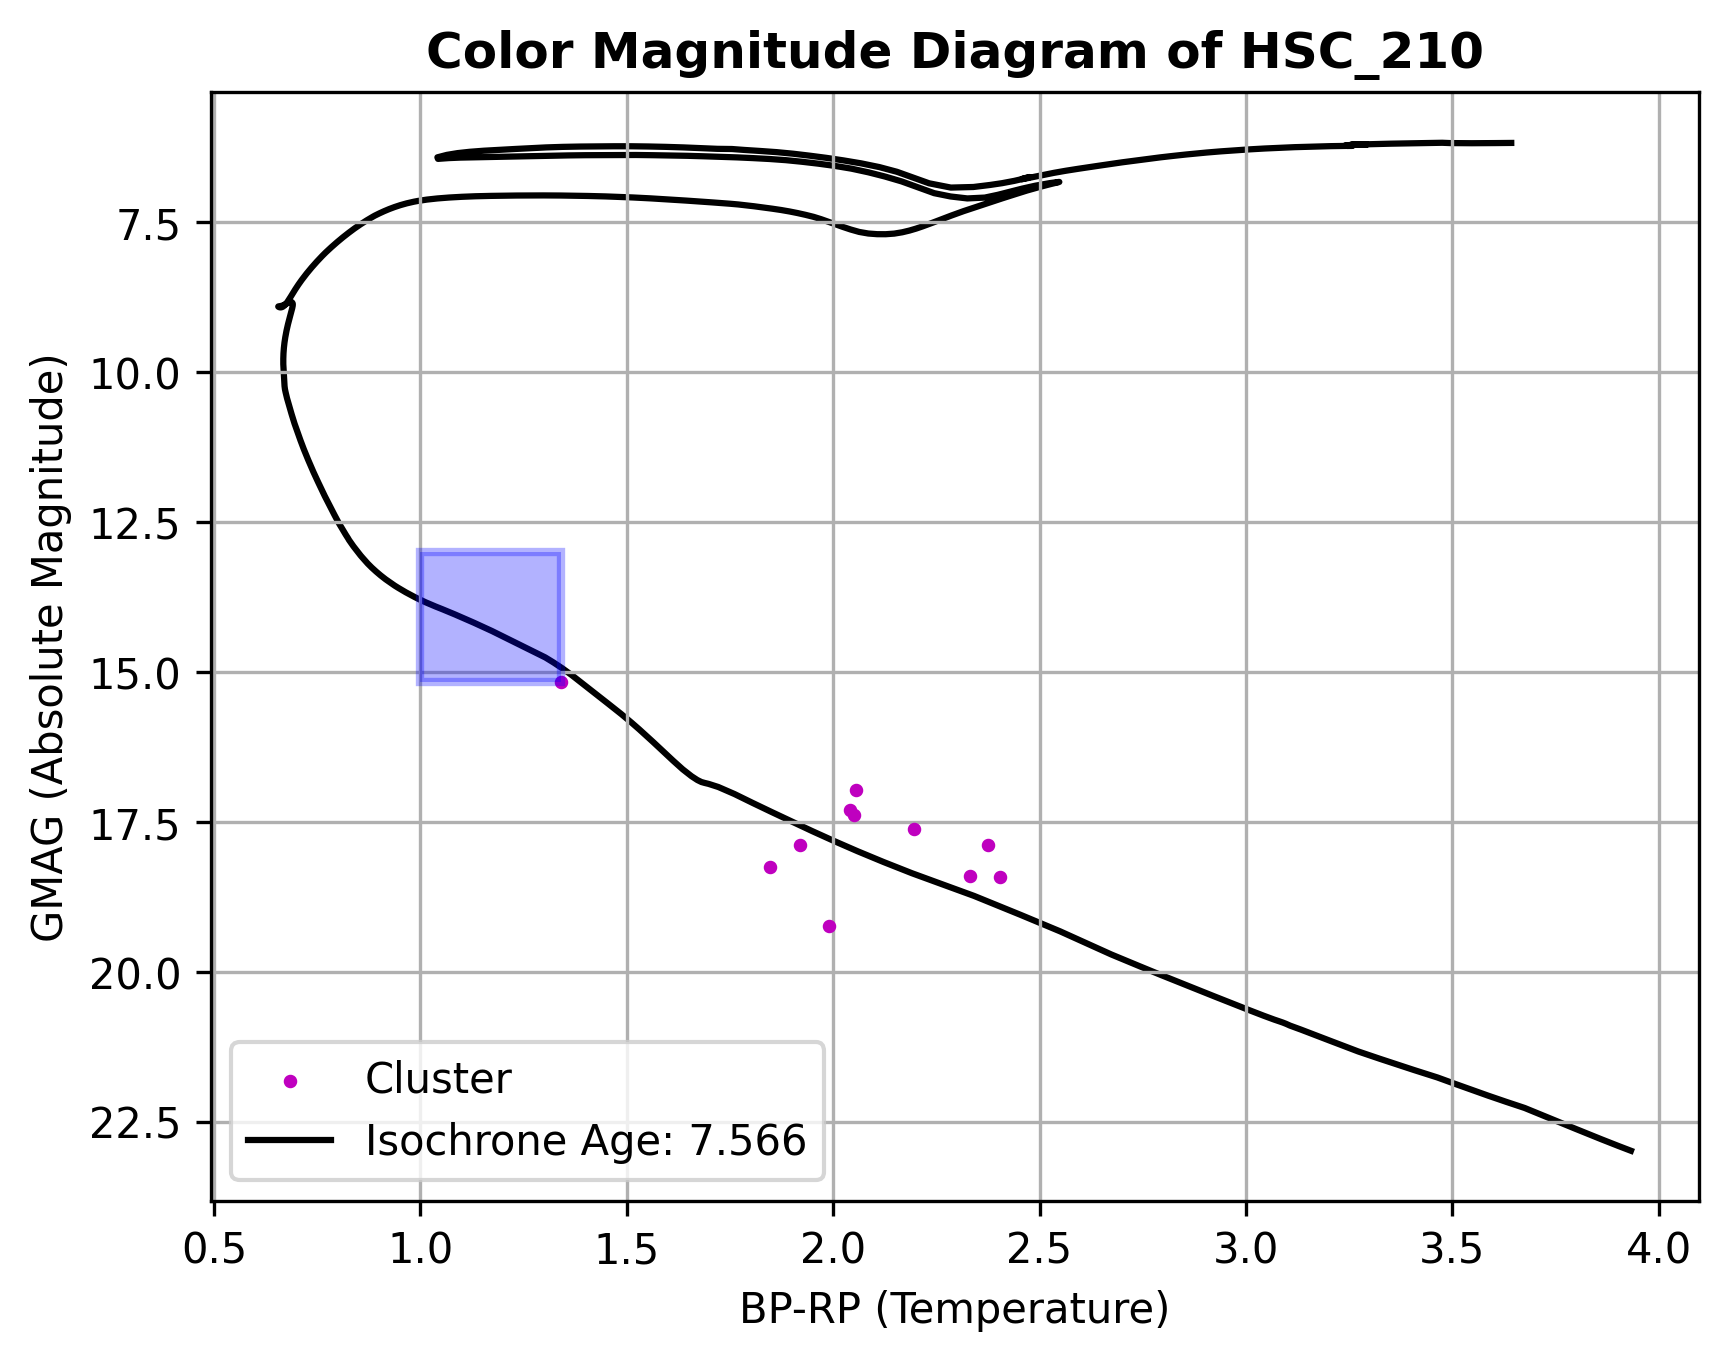 Color Magnitude Diagram of HSC_210
GMAG (Absolute Magnitude)
7.5
10.0
12.5
15.0
17.5
20.0
22.5
Cluster
Isochrone Age: 7.566
0.5 1.0 1.5 2.0 2.5 3.0 3.5 4.0
BP-RP (Temperature)